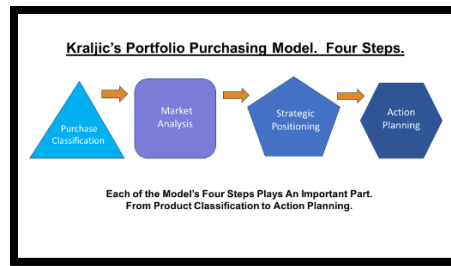 Kraljic's Portfolio Purchasing Model.  Four Steps.
Purchase
Classification
Market
Analysis
Strategic
Positioning
Action
Planning
Each of the Model's Four Steps Plays An Important Part.
From Product Classification to Action Planning.